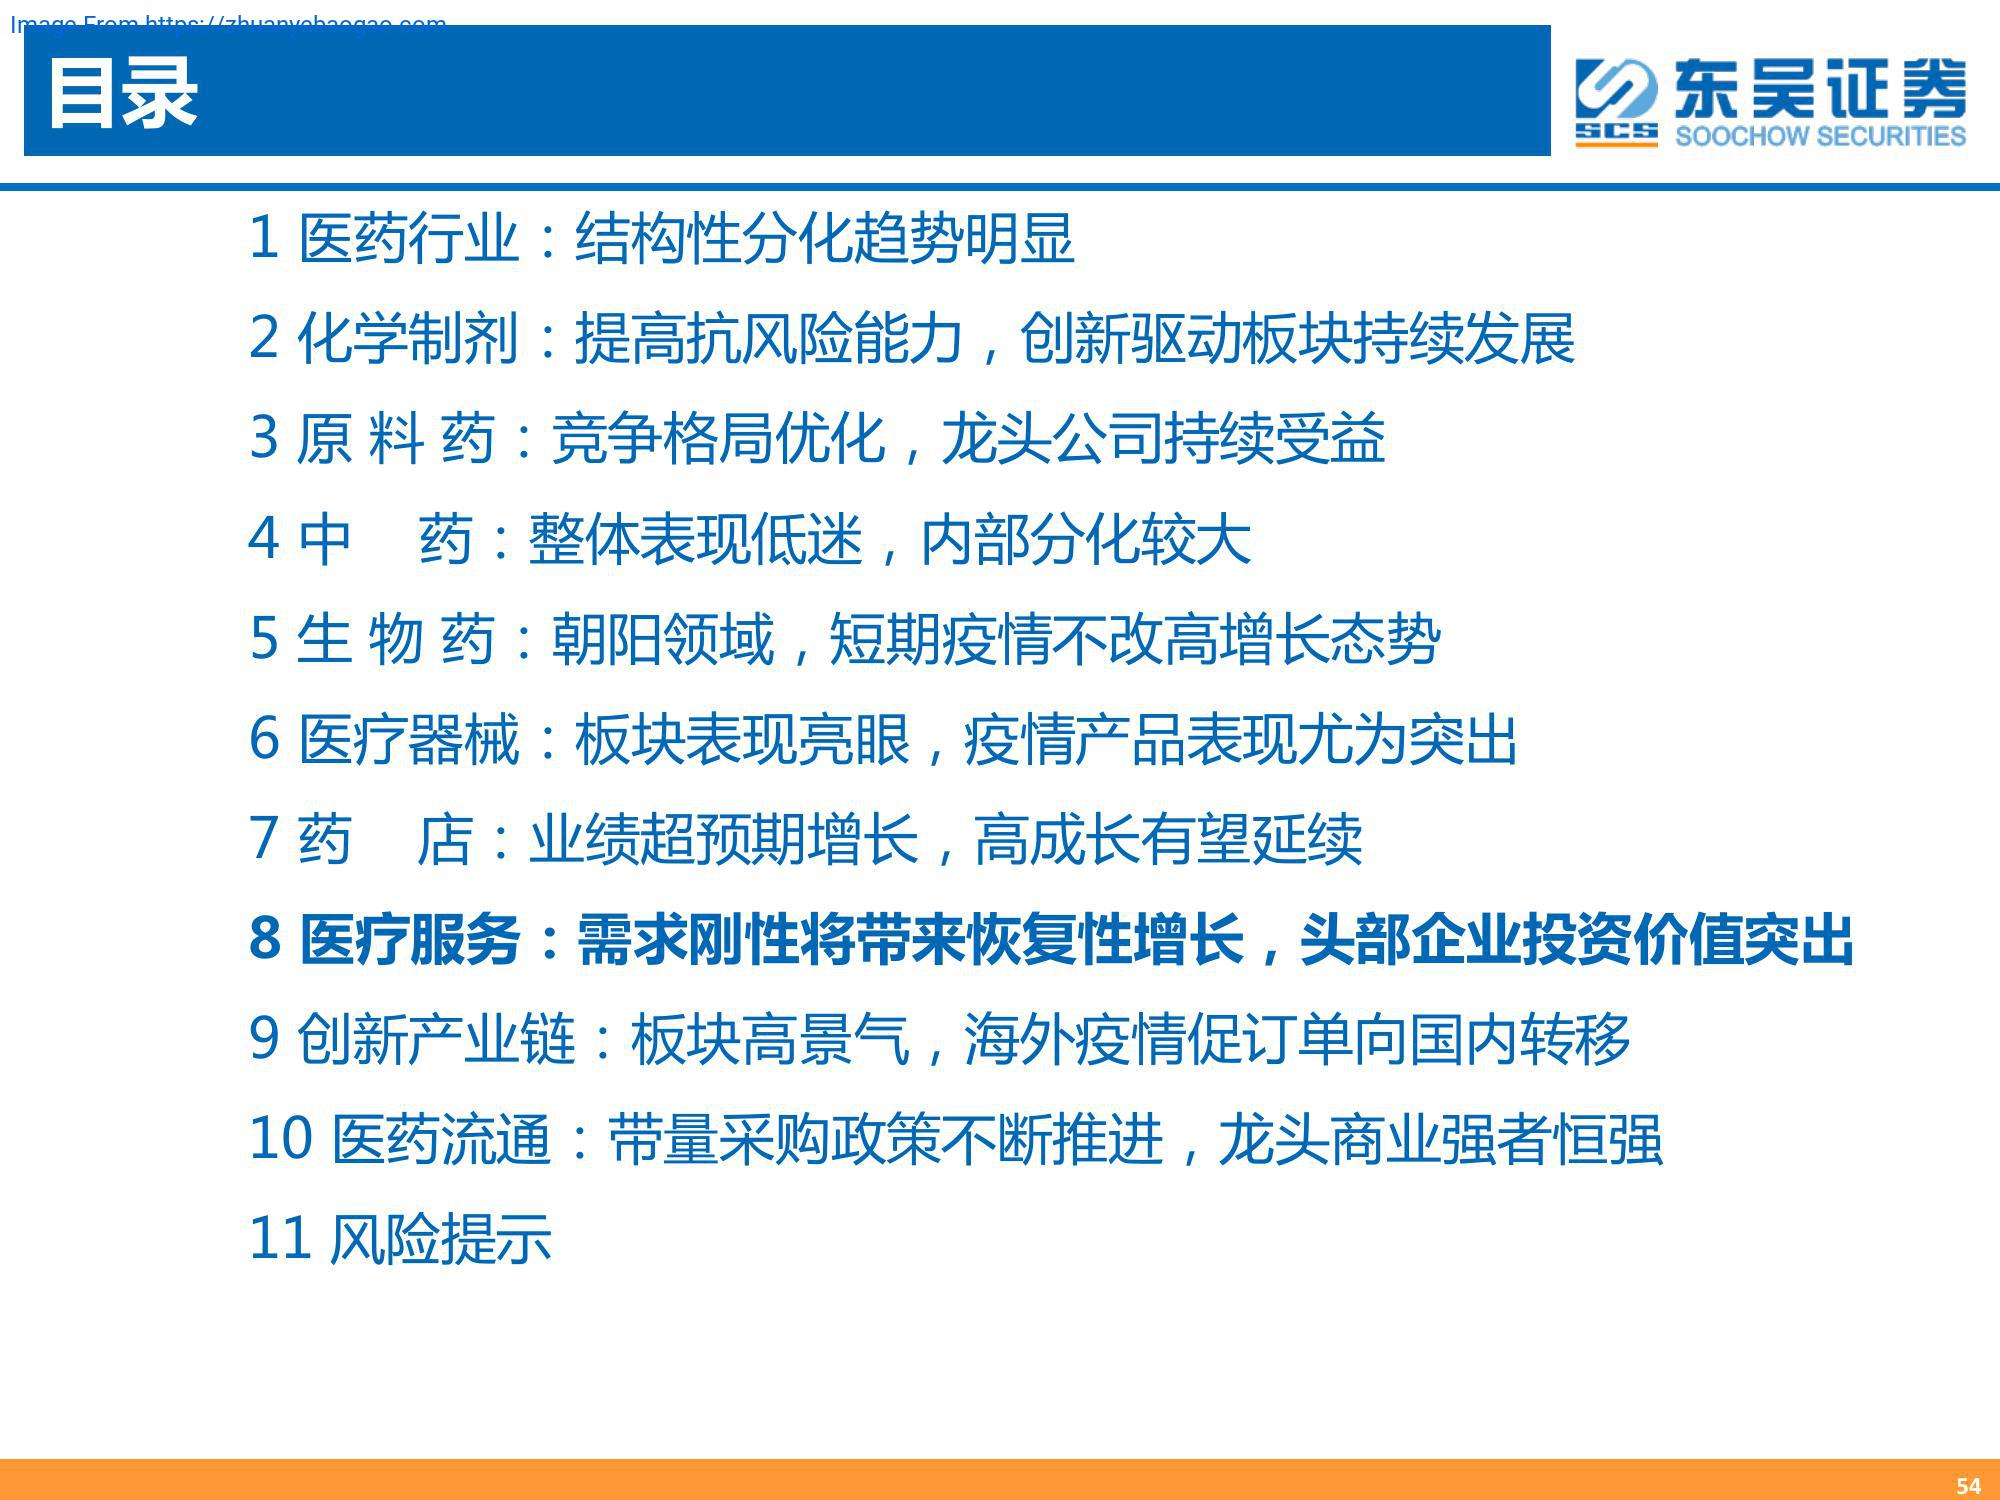 Image From https://zhuanyebaogao.com
目录
东吴证券
SCS
SOOCHOW SECURITIES
1 医药行业：结构性分化趋势明显
2 化学制剂：提高抗风险能力，创新驱动板块持续发展
3 原 料 药：竞争格局优化，龙头公司持续受益
4 中    药：整体表现低迷，内部分化较大
5 生 物 药：朝阳领域，短期疫情不改高增长态势
6 医疗器械：板块表现亮眼，疫情产品表现尤为突出
7 药    店：业绩超预期增长，高成长有望延续
8 医疗服务：需求刚性将带来恢复性增长，头部企业投资价值突出
9 创新产业链：板块高景气，海外疫情促订单向国内转移
10 医药流通：带量采购政策不断推进，龙头商业强者恒强
11 风险提示
54